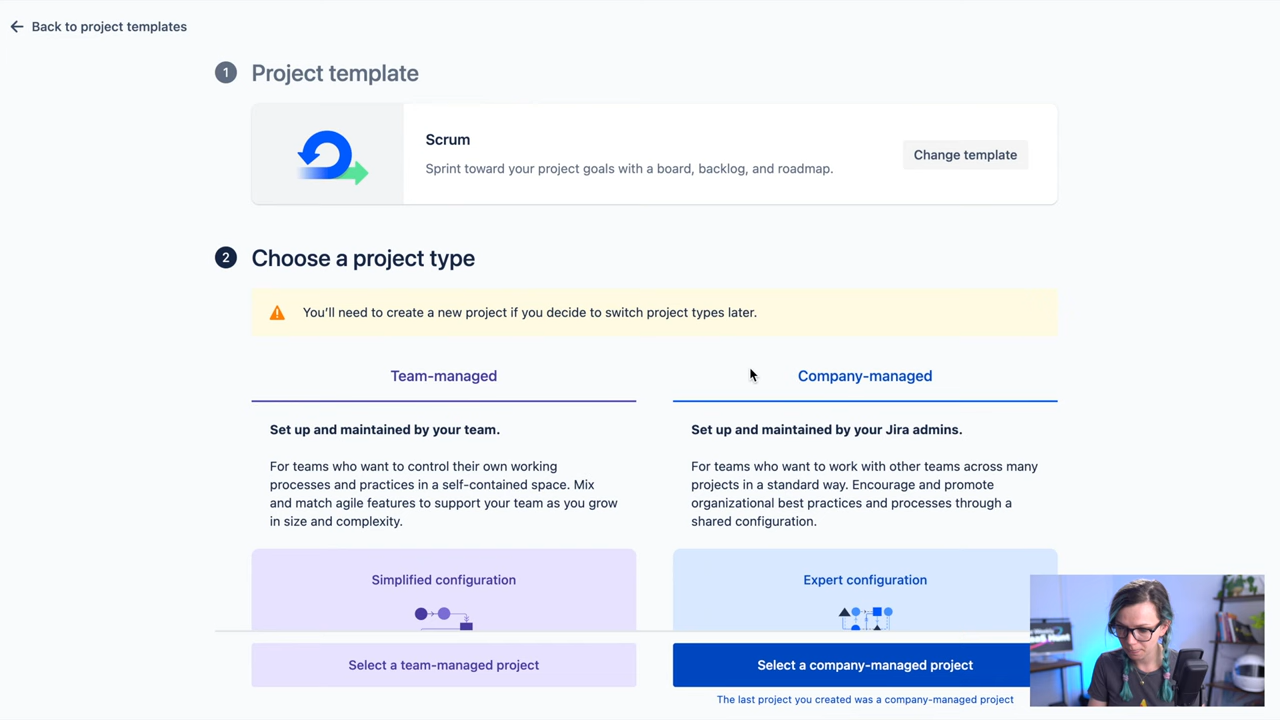 Back to project templates
1 Project template
Scrum
Sprint toward your project goals with a board, backlog, and roadmap.
Change template
2 Choose a project type
You'll need to create a new project if you decide to switch project types later.
Team-managed
Set up and maintained by your team.
For teams who want to control their own working
processes and practices in a self-contained space. Mix
and match agile features to support your team as you grow
in size and complexity.
Simplified configuration
Select a team-managed project
Company-managed
Set up and maintained by your Jira admins.
For teams who want to work with other teams across many
projects in a standard way. Encourage and promote
organizational best practices and processes through a
shared configuration.
Expert configuration
Select a company-managed project
The last project you created was a company-managed project